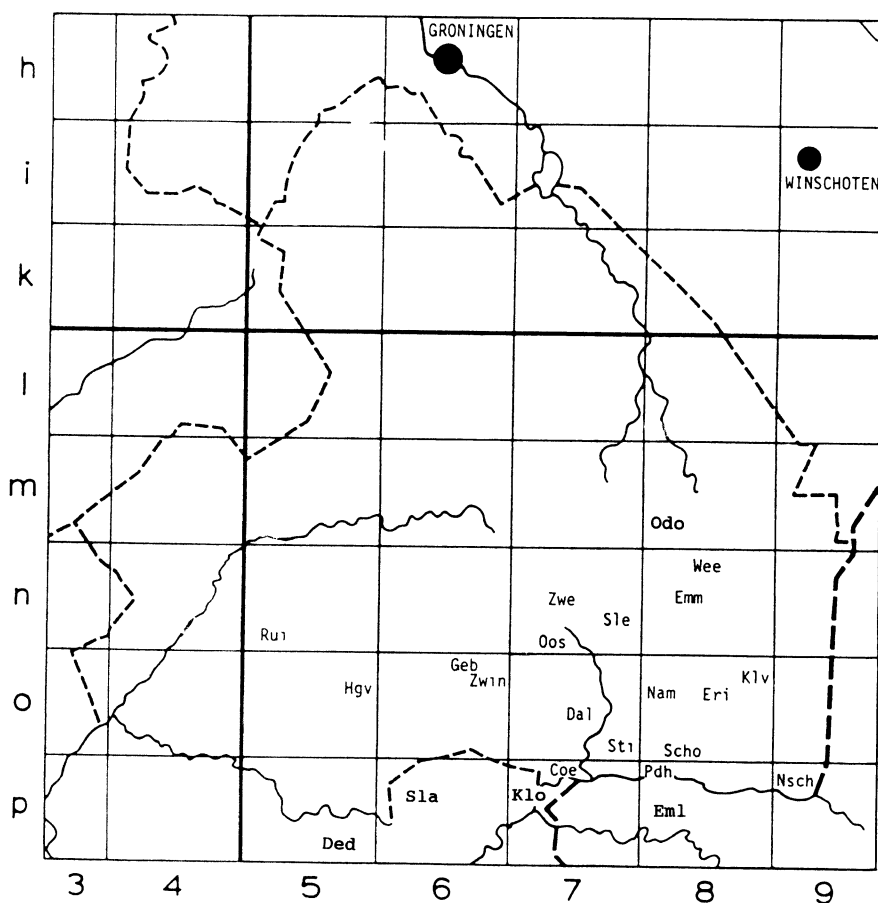 GRONINGEN
h
i
WINSCHOTEN
k
l
m
Odo
Wee
n
Zwe
Emm
Sle
Rui
Oos
Geb
Zwin
Klv
o
Hgv
Nam
Eri
Dal
Sti
Scho
Coe
Pdh
Nsch
p
Sla
Klo
Eml
Ded
3 4 5 6 7 8 9